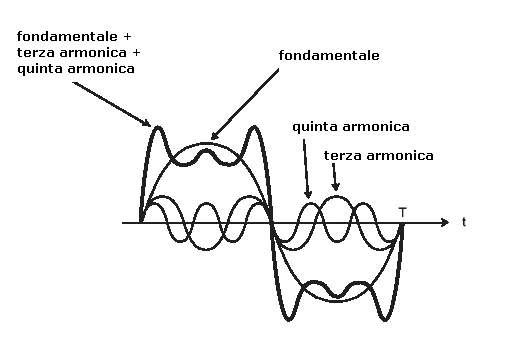 fondamentale +
terza armonica +
quinta armonica
fondamentale
quinta armonica
terza armonica
T
t